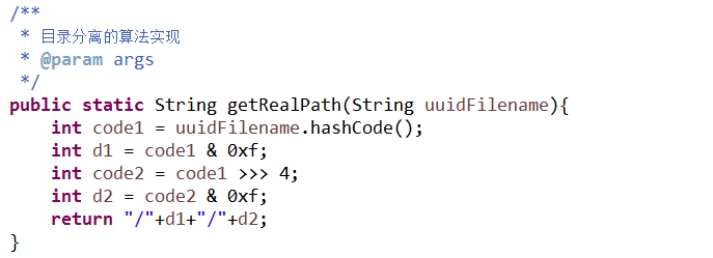 /**
 * 目录分离的算法实现
 * @param args
 */
public static String getRealPath(String uuidFilename){
    int code1 = uuidFilename.hashCode();
    int d1 = code1 & 0xf;
    int code2 = code1 >>> 4;
    int d2 = code2 & 0xf;
    return "/"+d1+"/"+d2;
}